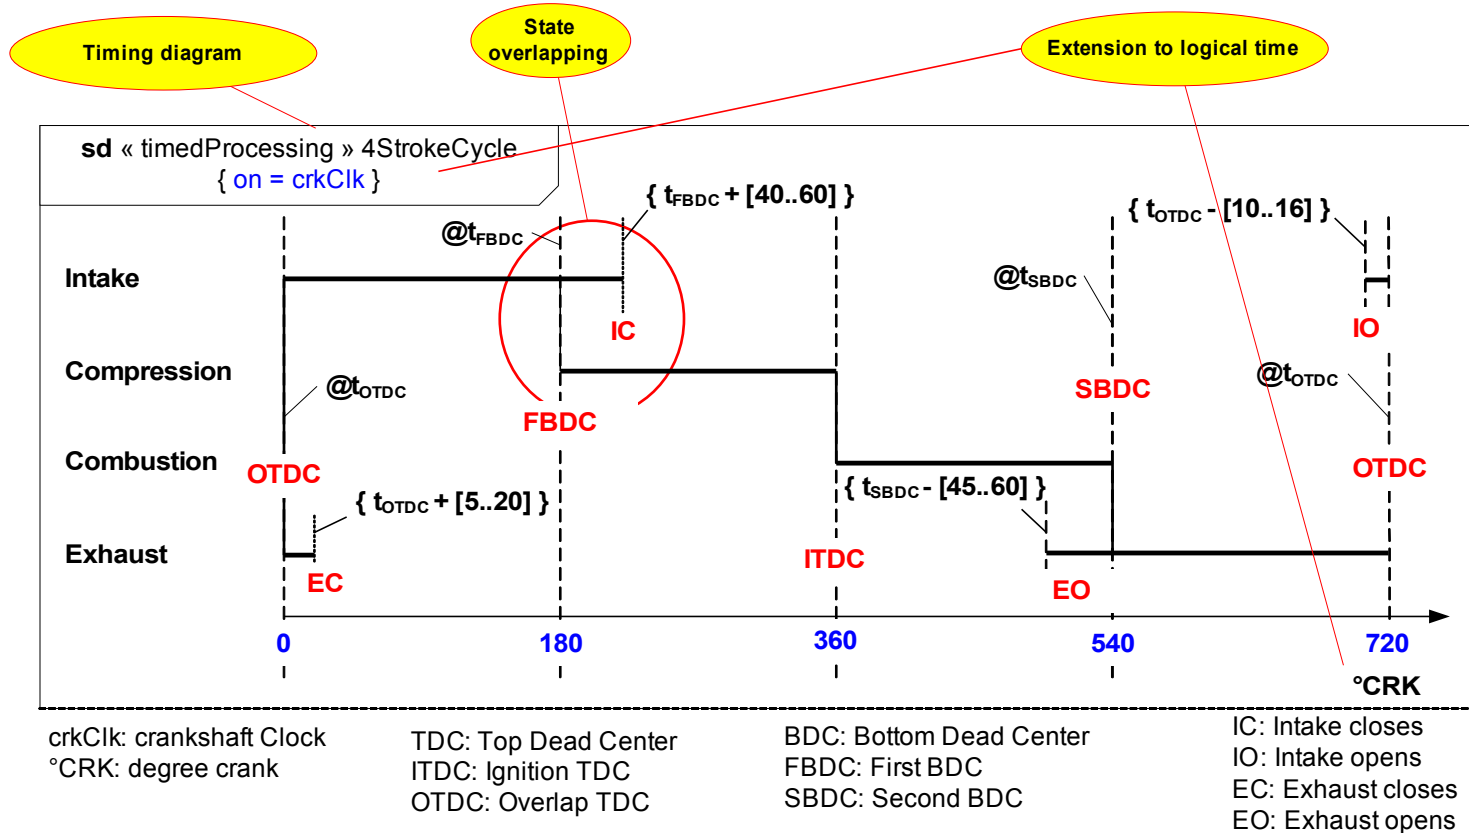 Timing diagram
State
overlapping
Extension to logical time
sd « timedProcessing » 4StrokeCycle
{ on = crkClk }
{ tFBDC + [40..60] }
{ tOTDC - [10..16] }
@tFBDC
Intake
@tSBDC
IC
IO
Compression
@tOTDC
SBDC
@tOTDC
FBDC
Combustion
OTDC
OTDC
{ tOTDC + [5..20] }
{ tSBDC - [45..60] }
Exhaust
EC
ITDC
EO
0
180
360
540
720
°CRK
crkClk: crankshaft Clock
°CRK: degree crank
TDC: Top Dead Center
ITDC: Ignition TDC
OTDC: Overlap TDC
BDC: Bottom Dead Center
FBDC: First BDC
SBDC: Second BDC
IC: Intake closes
IO: Intake opens
EC: Exhaust closes
EO: Exhaust opens